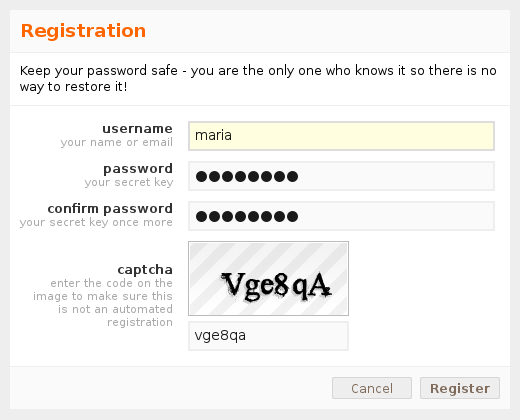 Registration
Keep your password safe - you are the only one who knows it so there is no
way to restore it!
username
your name or email
maria
password
your secret key
●●●●●●●●●
confirm password
your secret key once more
●●●●●●●●●
captcha
enter the code on the
image to make sure this
is not an automated
registration
Vge8qA
vge8qa
Cancel
Register